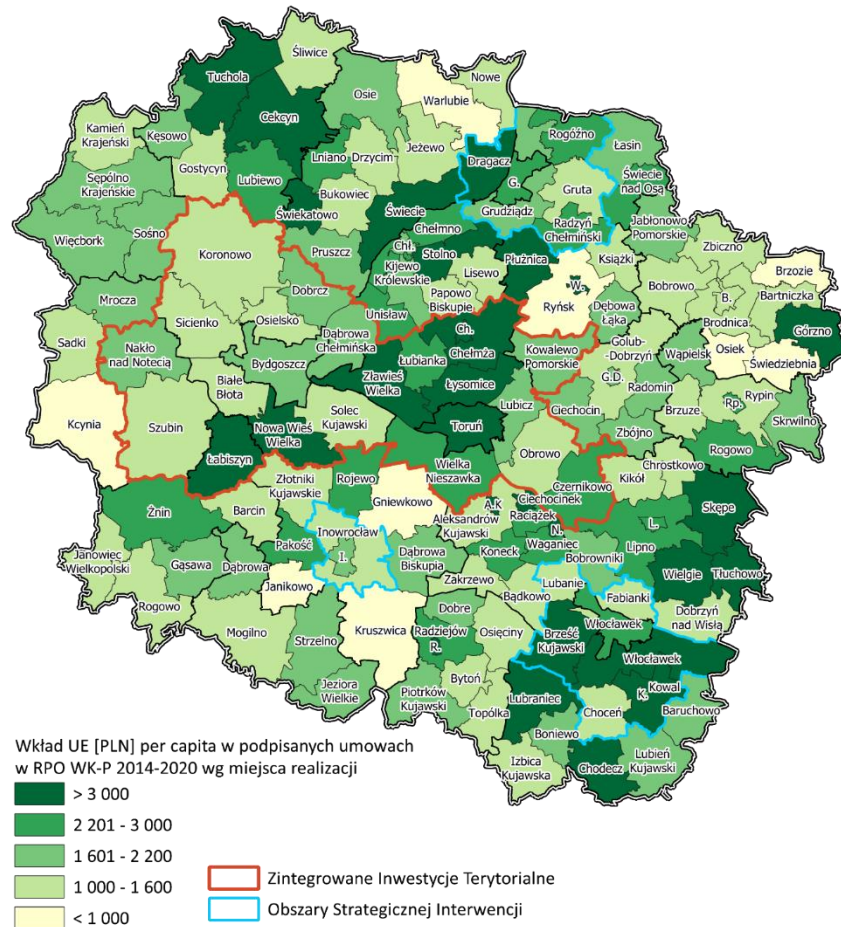 Śliwice
Tuchola
Nowe
Osie
Warlubie
Cekcyn
Kamień
Krajeński
Kęsowo
Rogóźno
Łasin
Lniano
Drzycim
Jeżewo
Dragacz
Gostycyn
G.
Sępólno
Krajeńskie
Lubiewo
Gruta
Świecie
nad Osą
Bukowiec
Grudziądz
Świekatowo
Świecie
Radzyń
Chełmiński
Jabłonowo
Pomorskie
Sośno
Chełmno
Więcbork
Pruszcz
Chł.
Stolno
Zbiczno
Koronowo
Płużnica
Książki
Kijewo
Królewskie
Lisewo
Brzozie
Papowo
Biskupie
W.
Bobrowo
Mrocza
Dobrcz
Ryńsk
B.
Bartniczka
Unisław
Dębowa
Łąka
Sicienko
Osielsko
Ch.
Brodnica
Górzno
Sadki
Dąbrowa
Chełmińska
Golub-
-Dobrzyń
Nakło
nad Notecią
Chełmża
Kowalewo
Pomorskie
Wąpielsk
Osiek
Łubianka
Świedziebnia
Bydgoszcz
Zławieś
Wielka
Łysomice
G.D.
Radomin
Białe
Błota
Rypin
Kcynia
Solec
Kujawski
Lubicz
Ciechocin
Brzuze
Rp.
Szubin
Nowa Wieś
Wielka
Toruń
Skrwilno
Zbójno
Łabiszyn
Obrowo
Rogowo
Wielka
Nieszawka
Chrostkowo
Złotniki
Kujawskie
Rojewo
Czernikowo
Kikół
Gniewkowo
Ciechocinek
Żnin
A.K
Raciążek
Skępe
Barcin
Aleksandrów
Kujawski
L.
Inowrocław
N.
Pakość
Koneck
Waganiec
Lipno
Janowiec
Wielkopolski
I.
Dąbrowa
Biskupia
Bobrowniki
Gąsawa
Dąbrowa
Wielgie
Tłuchowo
Zakrzewo
Lubanie
Janikowo
Bądkowo
Fabianki
Rogowo
Dobre
Dobrzyń
nad Wisłą
Kruszwica
Włocławek
Mogilno
Radziejów
Osięciny
Brześć
Kujawski
Strzelno
R.
Włocławek
Kowal
K.
Bytoń
Jeziora
Wielkie
Piotrków
Kujawski
Lubraniec
Choceń
Baruchowo
Topólka
Boniewo
Izbica
Kujawska
Lubień
Kujawski
Chodecz
Wkład UE [PLN] per capita w podpisanych umowach
w RPO WK-P 2014-2020 wg miejsca realizacji
> 3 000
2 201 - 3 000
1 601 - 2 200
1 000 - 1 600
< 1 000
Zintegrowane Inwestycje Terytorialne
Obszary Strategicznej Interwencji